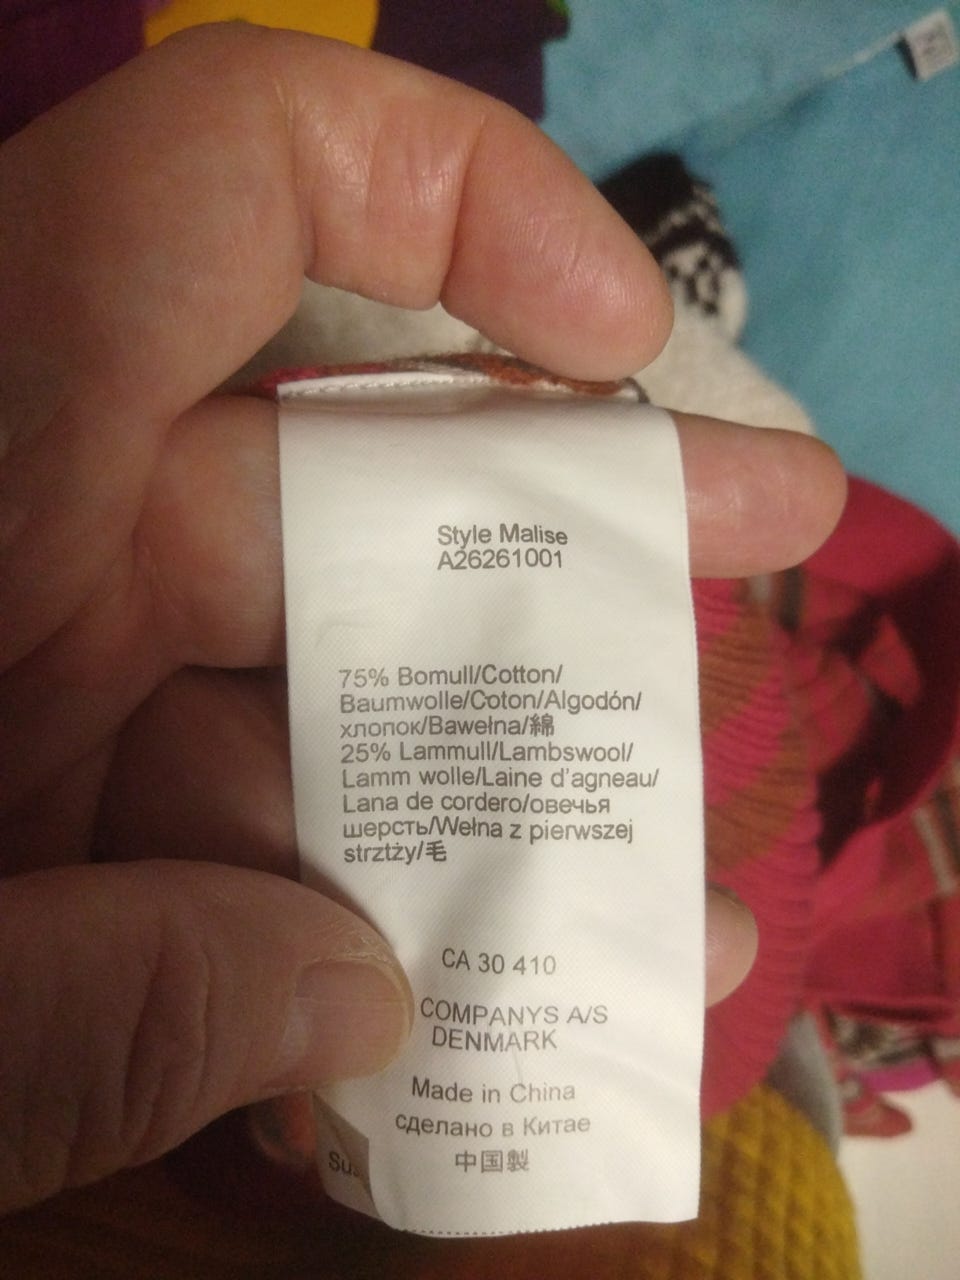 Style Malise
A26261001
75% Bomull/Cotton/
Baumwolle/Coton/Algodón/
хлопок/Bawełna/綿
25% Lammull/Lambswool/
Lamm wolle/Laine d'agneau/
Lana de cordero/овечья
шерсть/Wełna z pierwszej
strztży/毛
CA 30 410
COMPANYS A/S
DENMARK
Made in China
сделано в Китае
中国製